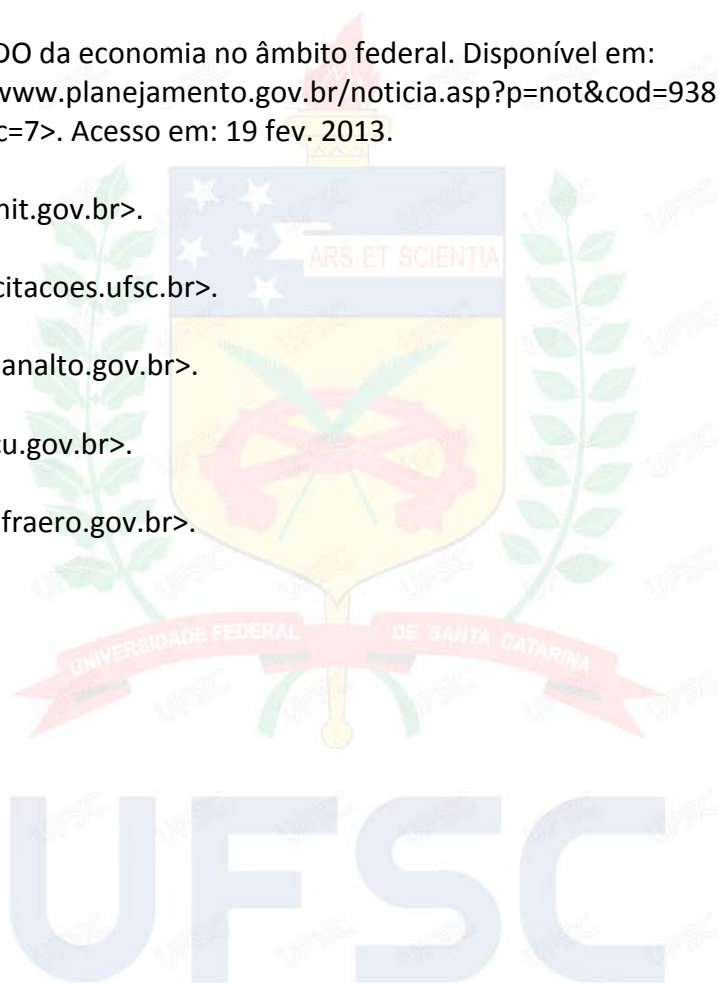 DO da economia no âmbito federal. Disponível em:
www.planejamento.gov.br/noticia.asp?p=not&cod=938
c=7>. Acesso em: 19 fev. 2013.
nit.gov.br>.
citacoes.ufsc.br>.
analto.gov.br>.
cu.gov.br>.
fraero.gov.br>.
ARS ET SCIENTIA
UNIVERSIDADE FEDERAL DE SANTA CATARINA
UFSC